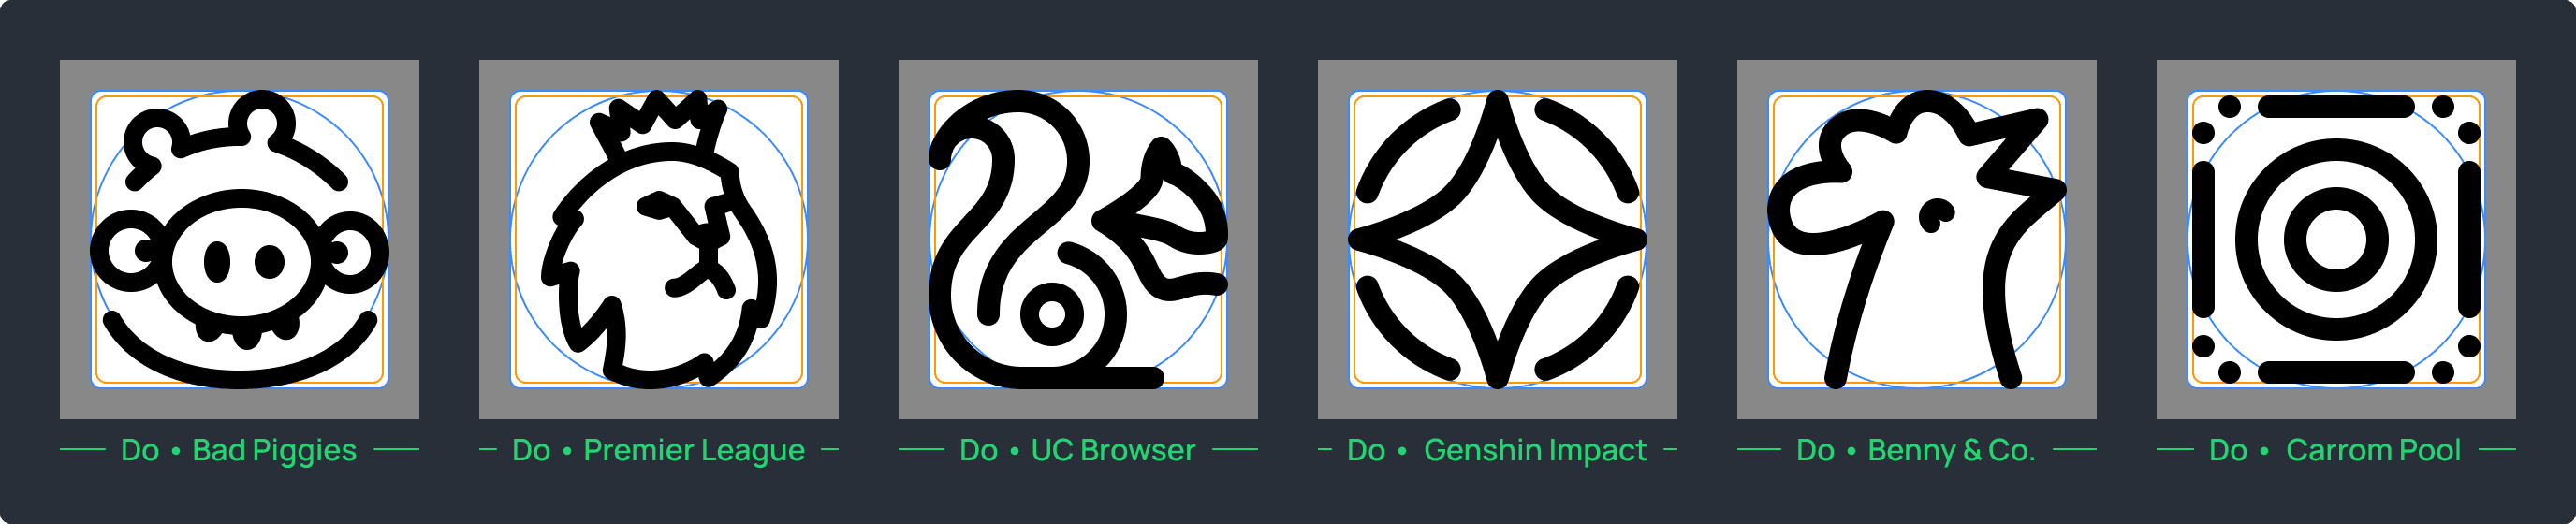 Do • Bad Piggies
Do • Premier League
Do • UC Browser
Do • Genshin Impact
Do • Benny & Co.
Do • Carrom Pool